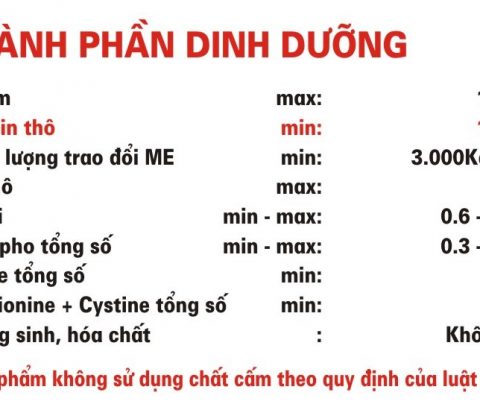 ÀNH PHẦN DINH DƯỠNG
m max: 1
in thô min: 1
lượng trao đổi ME min: 3.000K
ô max:
i min - max: 0.6 -
pho tổng số min - max: 0.3 -
e tổng số min:
ionine + Cystine tổng số min:
g sinh, hóa chất : Khô
phẩm không sử dụng chất cấm theo quy định của luật